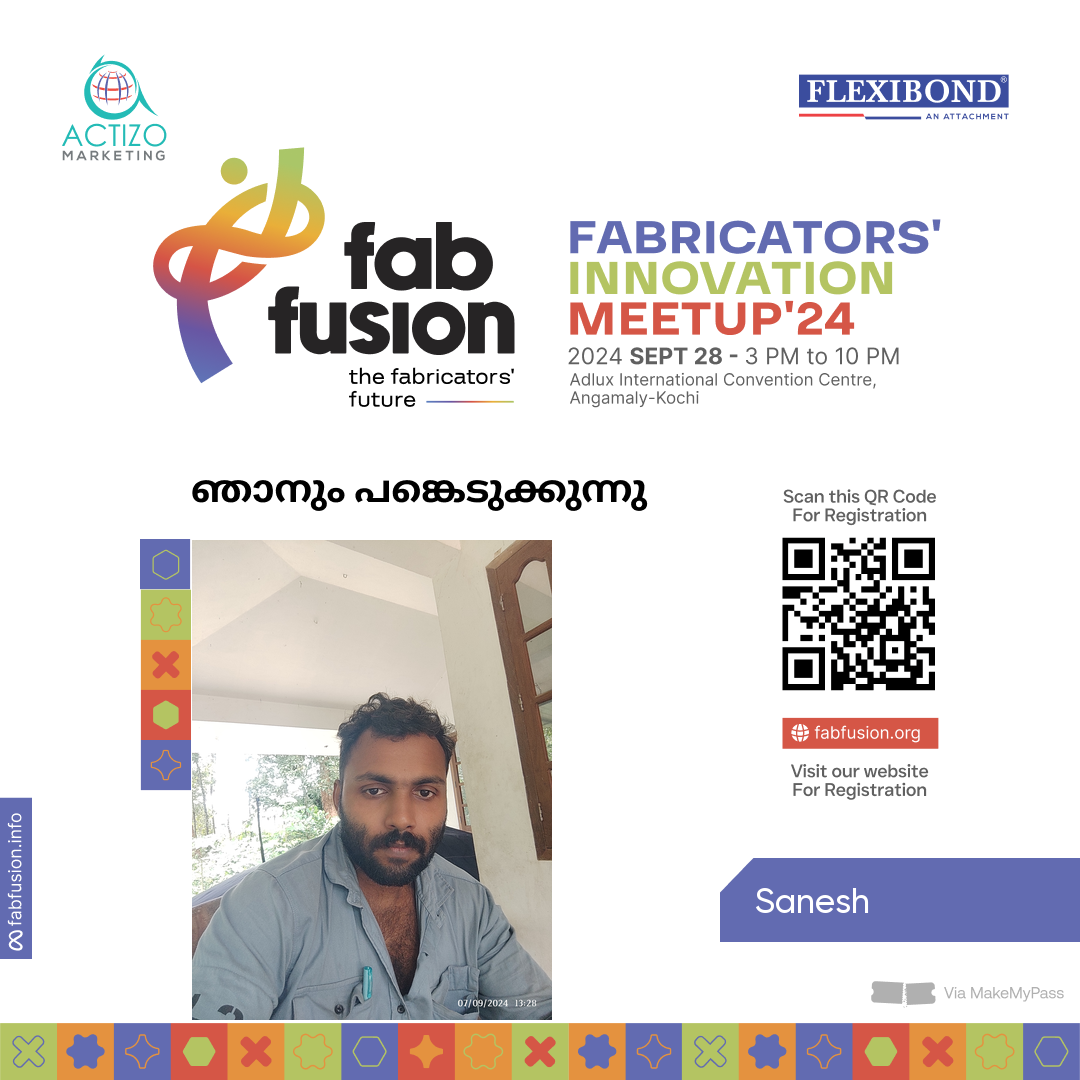 ACTIZO
MARKETING
FLEXIBOND®
AN ATTACHMENT
fab
fusion
the fabricators'
future
FABRICATORS'
INNOVATION
MEETUP'24
2024 SEPT 28 - 3 PM to 10 PM
Adlux International Convention Centre,
Angamaly-Kochi
ഞാനും പങ്കെടുക്കുന്നു
Scan this QR Code
For Registration
fabfusion.org
Visit our website
For Registration
fabfusion.info
Sanesh
07/09/2024 13:28
Via MakeMyPass